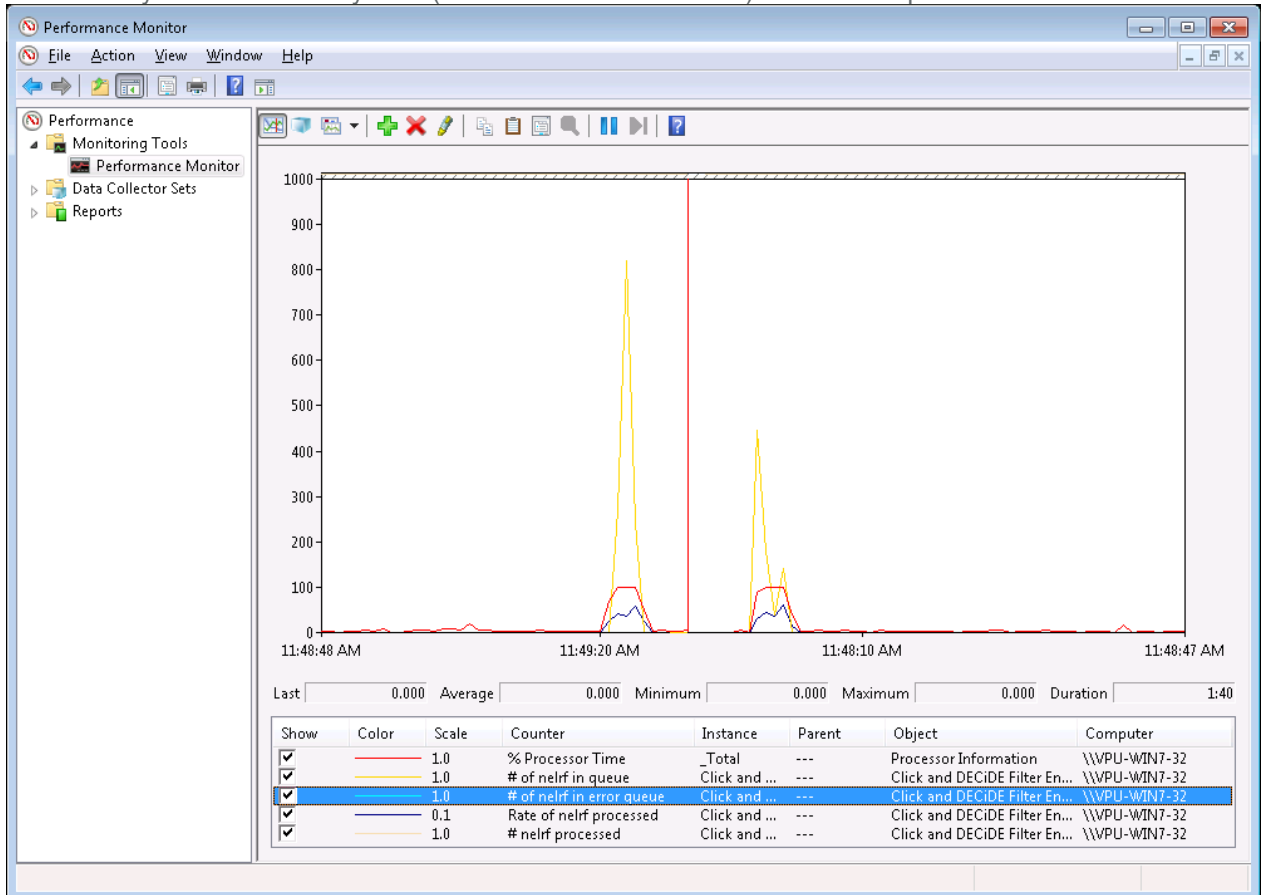 Performance Monitor
File Action View Window Help
Performance
Monitoring Tools
Performance Monitor
Data Collector Sets
Reports
1000
900
800
700
600
500
400
300
200
100
0
11:48:48 AM 11:49:20 AM 11:48:10 AM 11:48:47 AM
Last 0.000 Average 0.000 Minimum 0.000 Maximum 0.000 Duration 1:40
Show Color Scale Counter Instance Parent Object Computer
1.0 % Processor Time _Total --- Processor Information \\VPU-WIN7-32
1.0 # of nelrf in queue Click and ... --- Click and DECiDE Filter En... \\VPU-WIN7-32
1.0 # of nelrf in error queue Click and ... --- Click and DECiDE Filter En... \\VPU-WIN7-32
0.1 Rate of nelrf processed Click and ... --- Click and DECiDE Filter En... \\VPU-WIN7-32
1.0 # nelrf processed Click and ... --- Click and DECiDE Filter En... \\VPU-WIN7-32